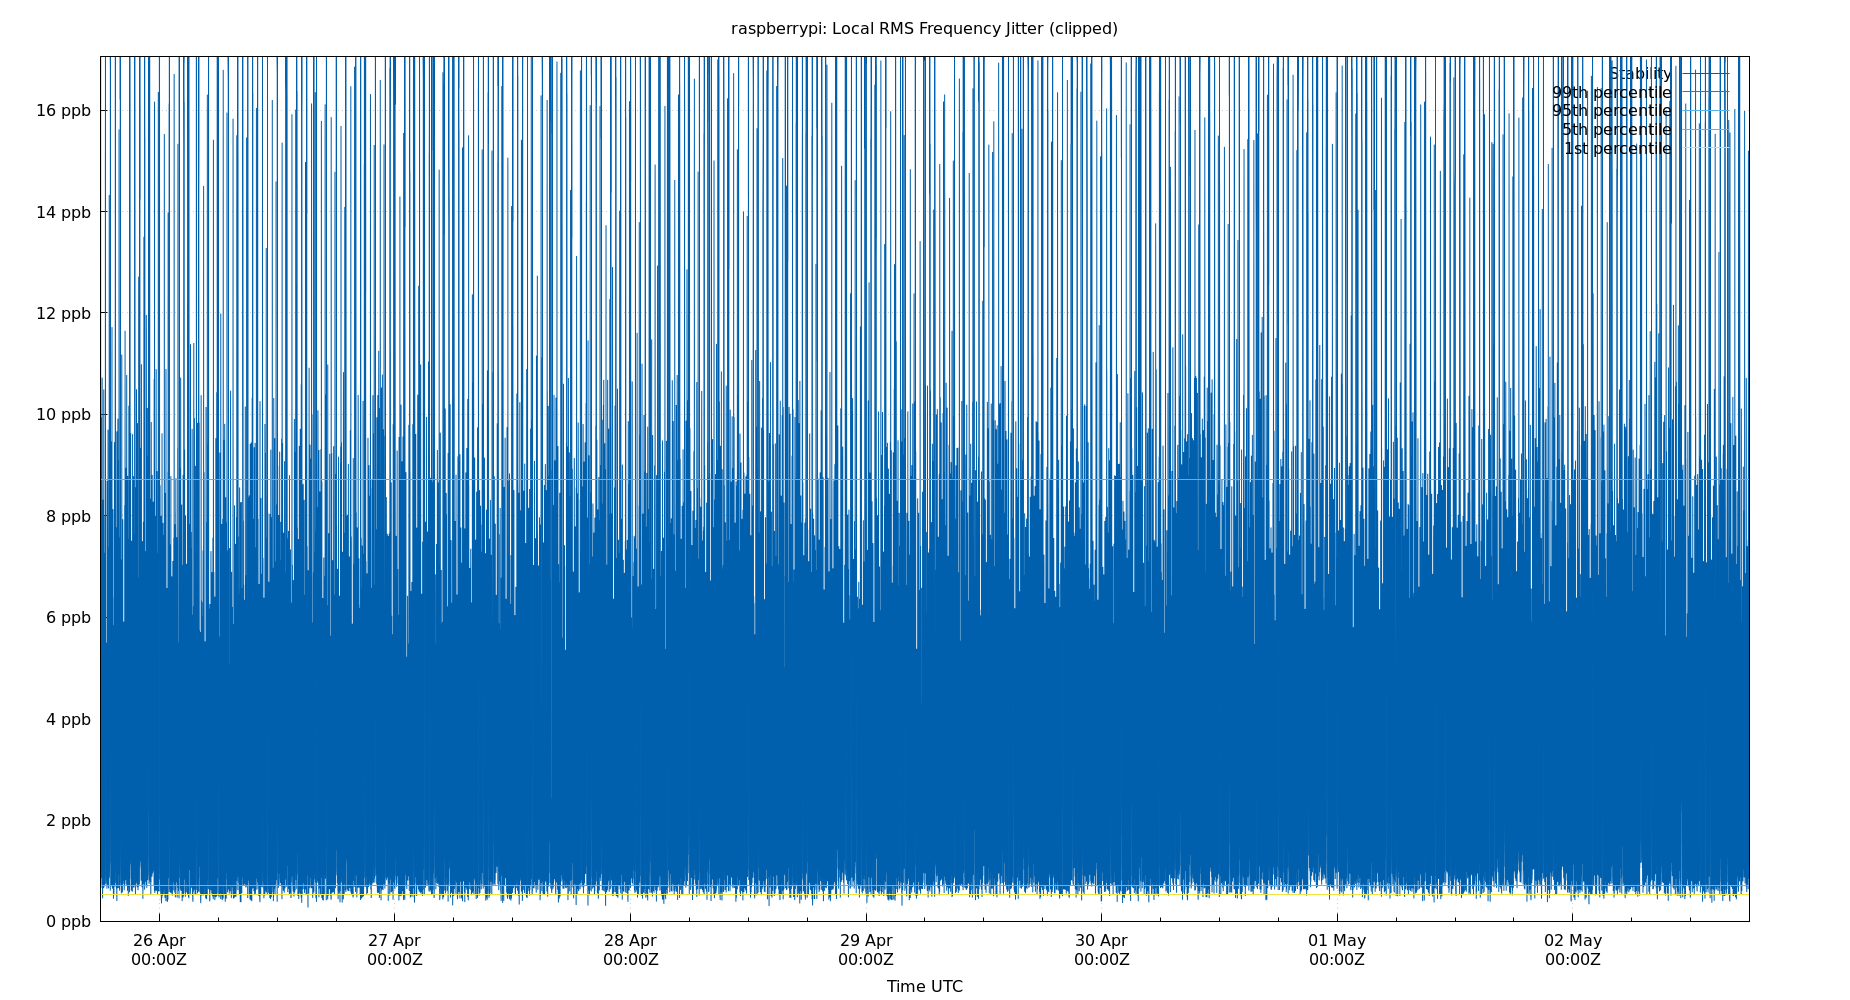 raspberrypi: Local RMS Frequency Jitter (clipped)
Stability
99th percentile
95th percentile
5th percentile
1st percentile
16 ppb
14 ppb
12 ppb
10 ppb
8 ppb
6 ppb
4 ppb
2 ppb
0 ppb
26 Apr 27 Apr 28 Apr 29 Apr 30 Apr 01 May 02 May
00:00Z 00:00Z 00:00Z 00:00Z 00:00Z 00:00Z 00:00Z
Time UTC